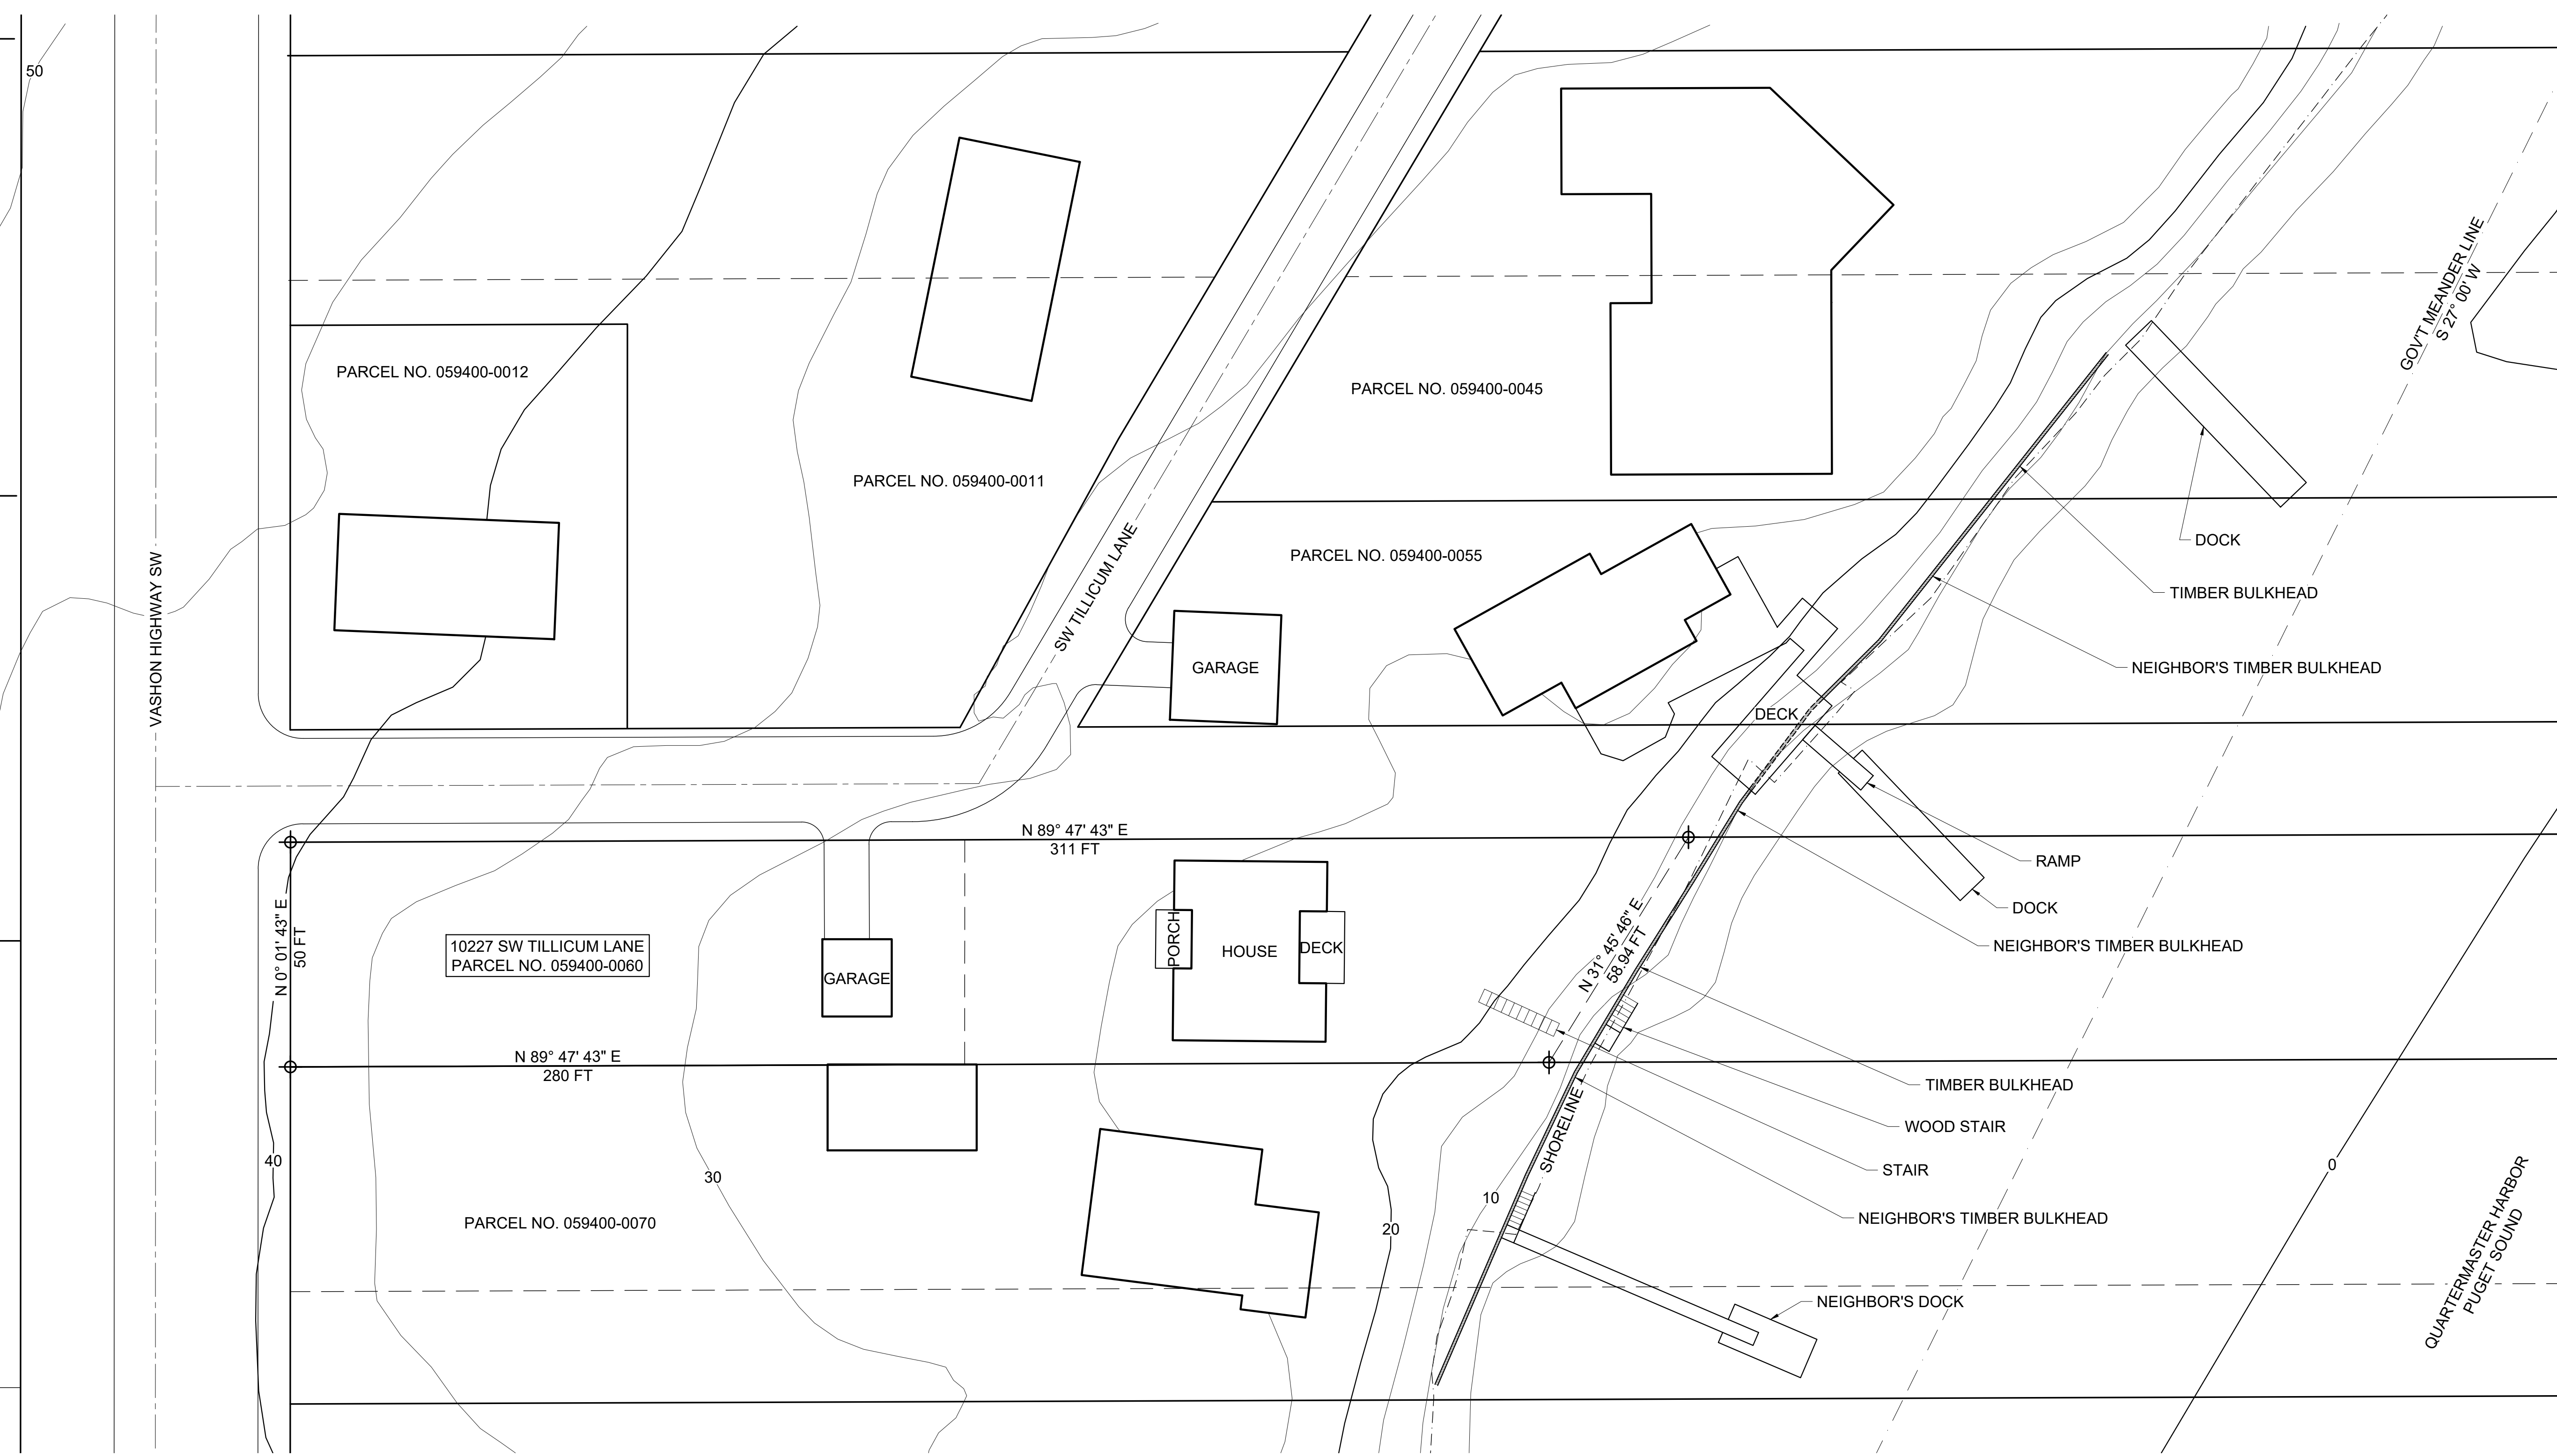 50
GOV'T MEANDER LINE
S 27° 00' W
PARCEL NO. 059400-0012
PARCEL NO. 059400-0045
PARCEL NO. 059400-0011
DOCK
PARCEL NO. 059400-0055
SW TILLICUM LANE
TIMBER BULKHEAD
VASHON HIGHWAY SW
GARAGE
NEIGHBOR'S TIMBER BULKHEAD
DECK
N 89° 47' 43" E
311 FT
RAMP
DOCK
N 0° 01' 43" E
50 FT
10227 SW TILLICUM LANE
PARCEL NO. 059400-0060
GARAGE
PORCH
HOUSE
DECK
N 31° 45' 46" E
58.94 FT
NEIGHBOR'S TIMBER BULKHEAD
N 89° 47' 43" E
280 FT
TIMBER BULKHEAD
WOOD STAIR
SHORELINE
40
30
STAIR
0
10
20
PARCEL NO. 059400-0070
NEIGHBOR'S TIMBER BULKHEAD
QUARTERMASTER HARBOR
PUGET SOUND
NEIGHBOR'S DOCK